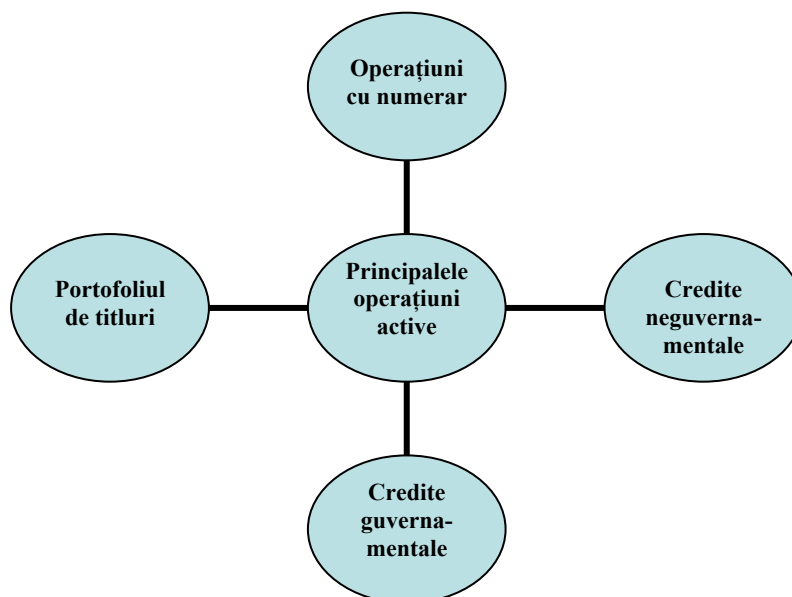 Operațiuni
cu numerar
Portofoliul
de titluri
Principalele
operațiuni
active
Credite
neguverna-
mentale
Credite
guverna-
mentale